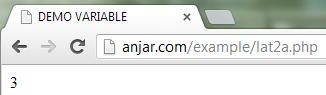 DEMO VARIABLE
anjar.com/example/lat2a.php
3